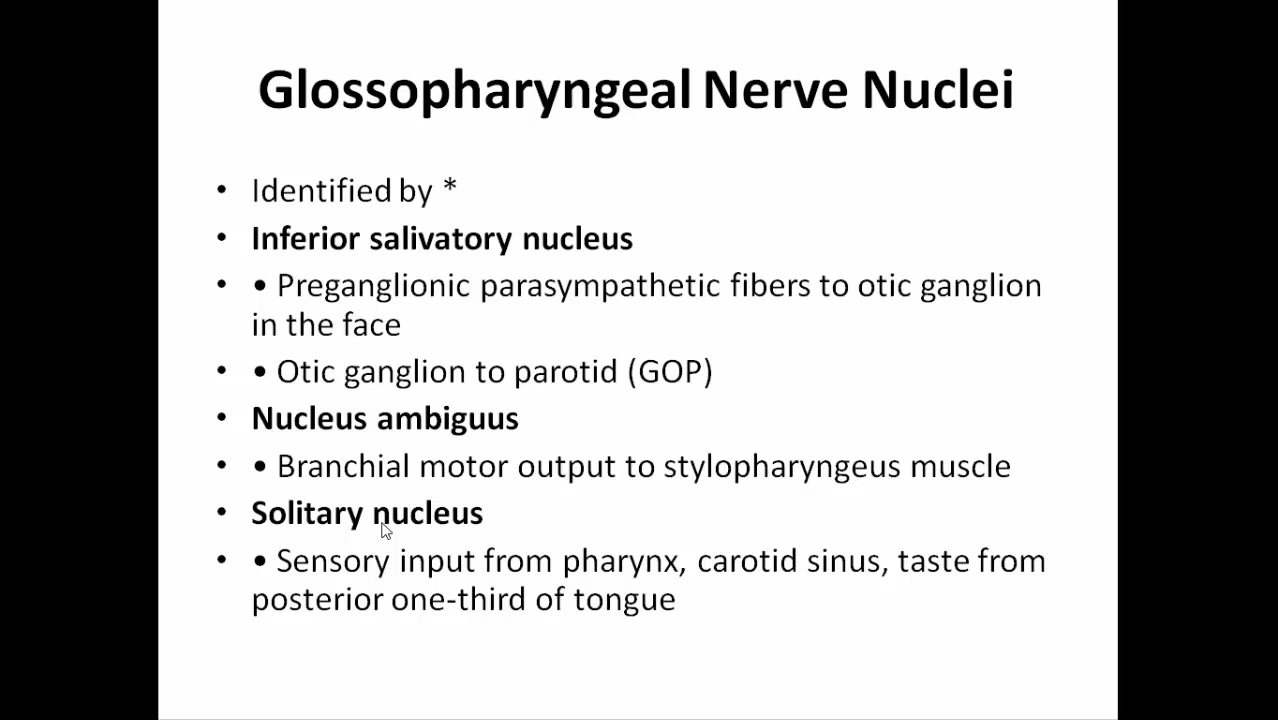 Glossopharyngeal Nerve Nuclei
• Identified by *
• Inferior salivatory nucleus
• • Preganglionic parasympathetic fibers to otic ganglion
in the face
• • Otic ganglion to parotid (GOP)
• Nucleus ambiguus
• • Branchial motor output to stylopharyngeus muscle
• Solitary nucleus
• • Sensory input from pharynx, carotid sinus, taste from
posterior one-third of tongue